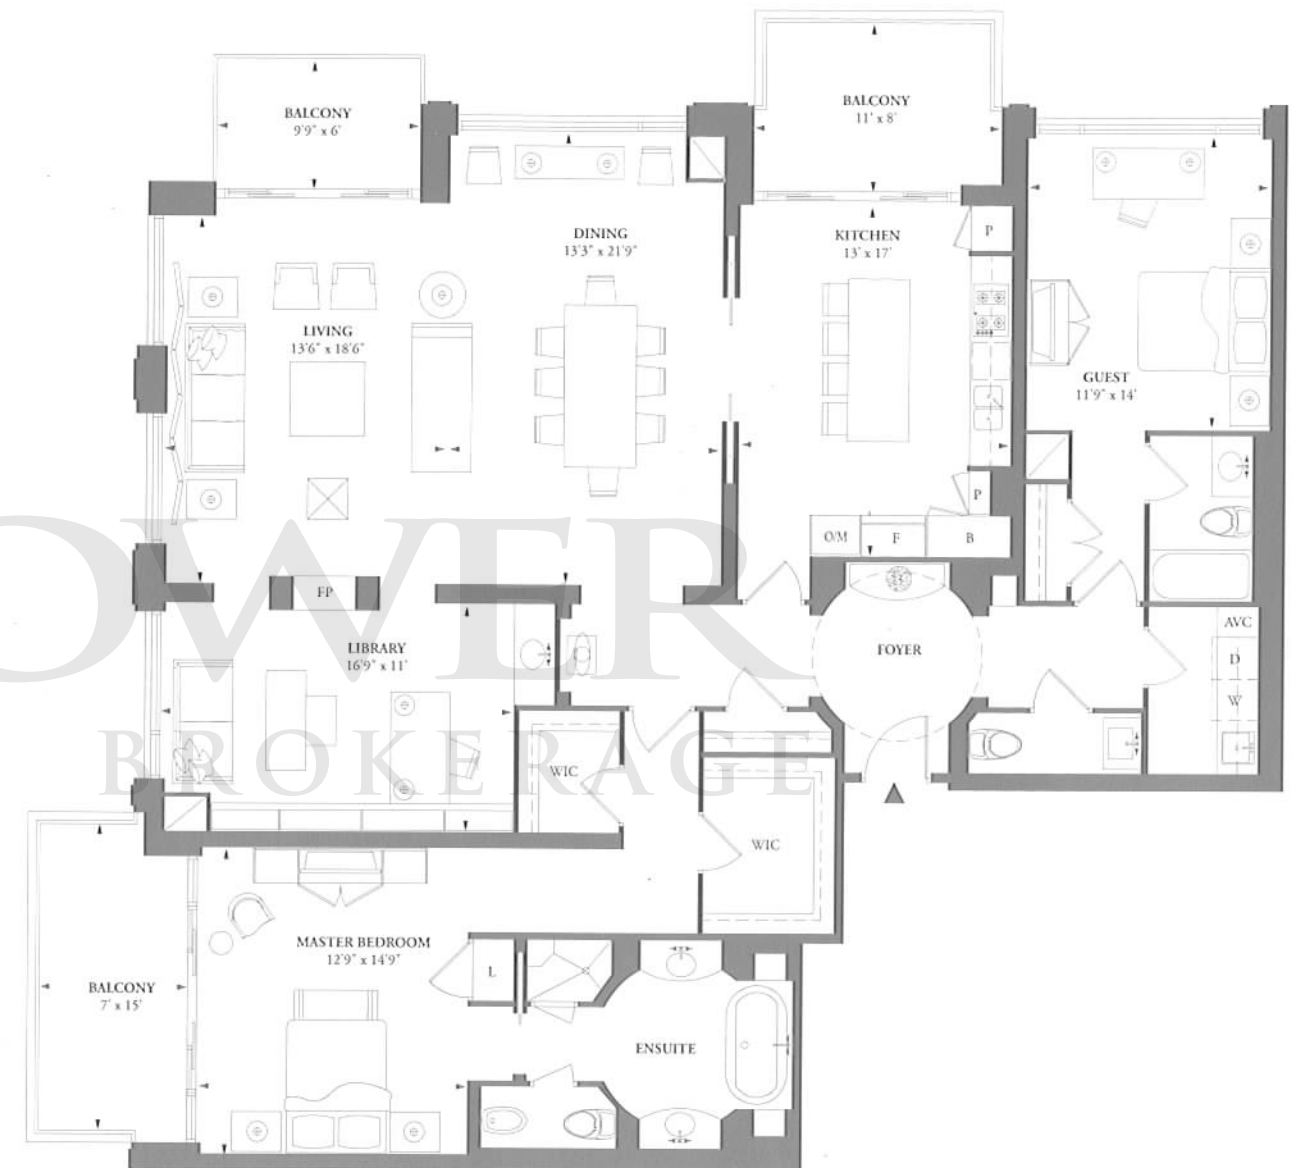 BALCONY
9'9" x 6'
BALCONY
11' x 8'
DINING
13'3" x 21'9"
KITCHEN
13' x 17'
P
LIVING
13'6" x 18'6"
GUEST
11'9" x 14'
P
O/M
F
B
FP
LIBRARY
16'9" x 11'
FOYER
AVC
D
W
OWER
BROKERAGE
WIC
WIC
MASTER BEDROOM
12'9" x 14'9"
L
BALCONY
7' x 15'
ENSUITE